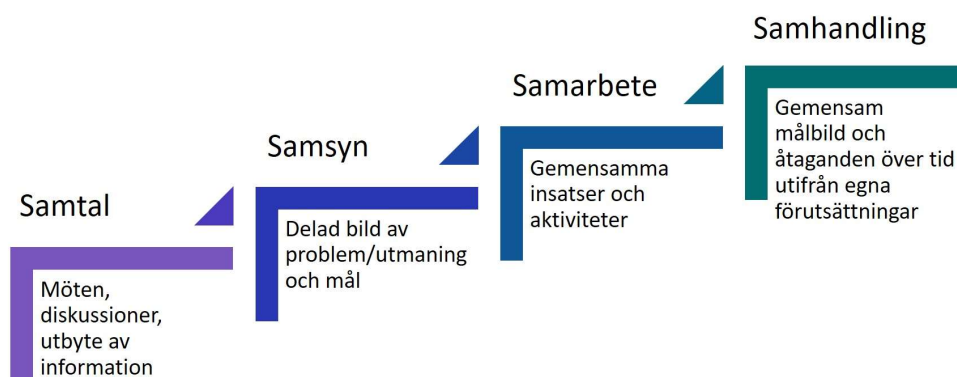 Samtal
Möten,
diskussioner,
utbyte av
information
Samsyn
Delad bild av
problem/utmaning
och mål
Samarbete
Gemensamma
insatser och
aktiviteter
Samhandling
Gemensam
målbild och
åtaganden över tid
utifrån egna
förutsättningar